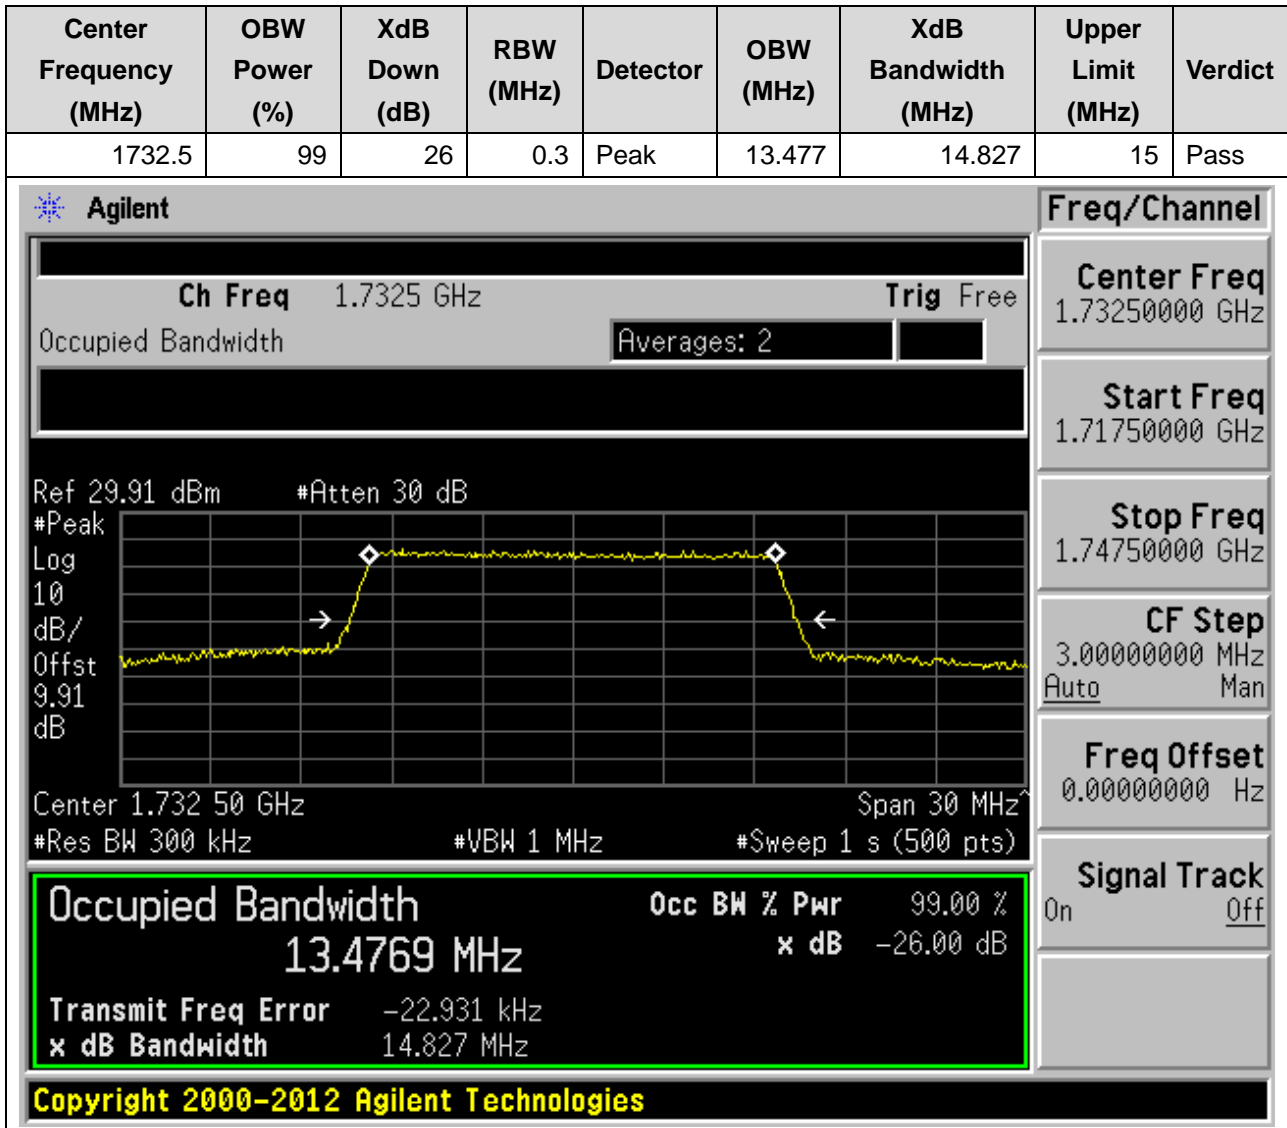 Center Frequency (MHz) OBW Power (%) XdB Down (dB) RBW (MHz) Detector OBW (MHz) XdB Bandwidth (MHz) Upper Limit (MHz) Verdict
1732.5 99 26 0.3 Peak 13.477 14.827 15 Pass
Agilent
Freq/Channel
Ch Freq 1.7325 GHz Trig Free
Occupied Bandwidth Averages: 2
Center Freq
1.73250000 GHz
Start Freq
1.71750000 GHz
Stop Freq
1.74750000 GHz
CF Step
3.00000000 MHz
Auto Man
Freq Offset
0.00000000 Hz
Signal Track
On Off
Ref 29.91 dBm #Atten 30 dB
#Peak
Log
10
dB/
Offst
9.91
dB
Center 1.732 50 GHz Span 30 MHz^
#Res BW 300 kHz #VBW 1 MHz #Sweep 1 s (500 pts)
Occupied Bandwidth Occ BW % Pwr 99.00 %
13.4769 MHz x dB -26.00 dB
Transmit Freq Error -22.931 kHz
x dB Bandwidth 14.827 MHz
Copyright 2000-2012 Agilent Technologies